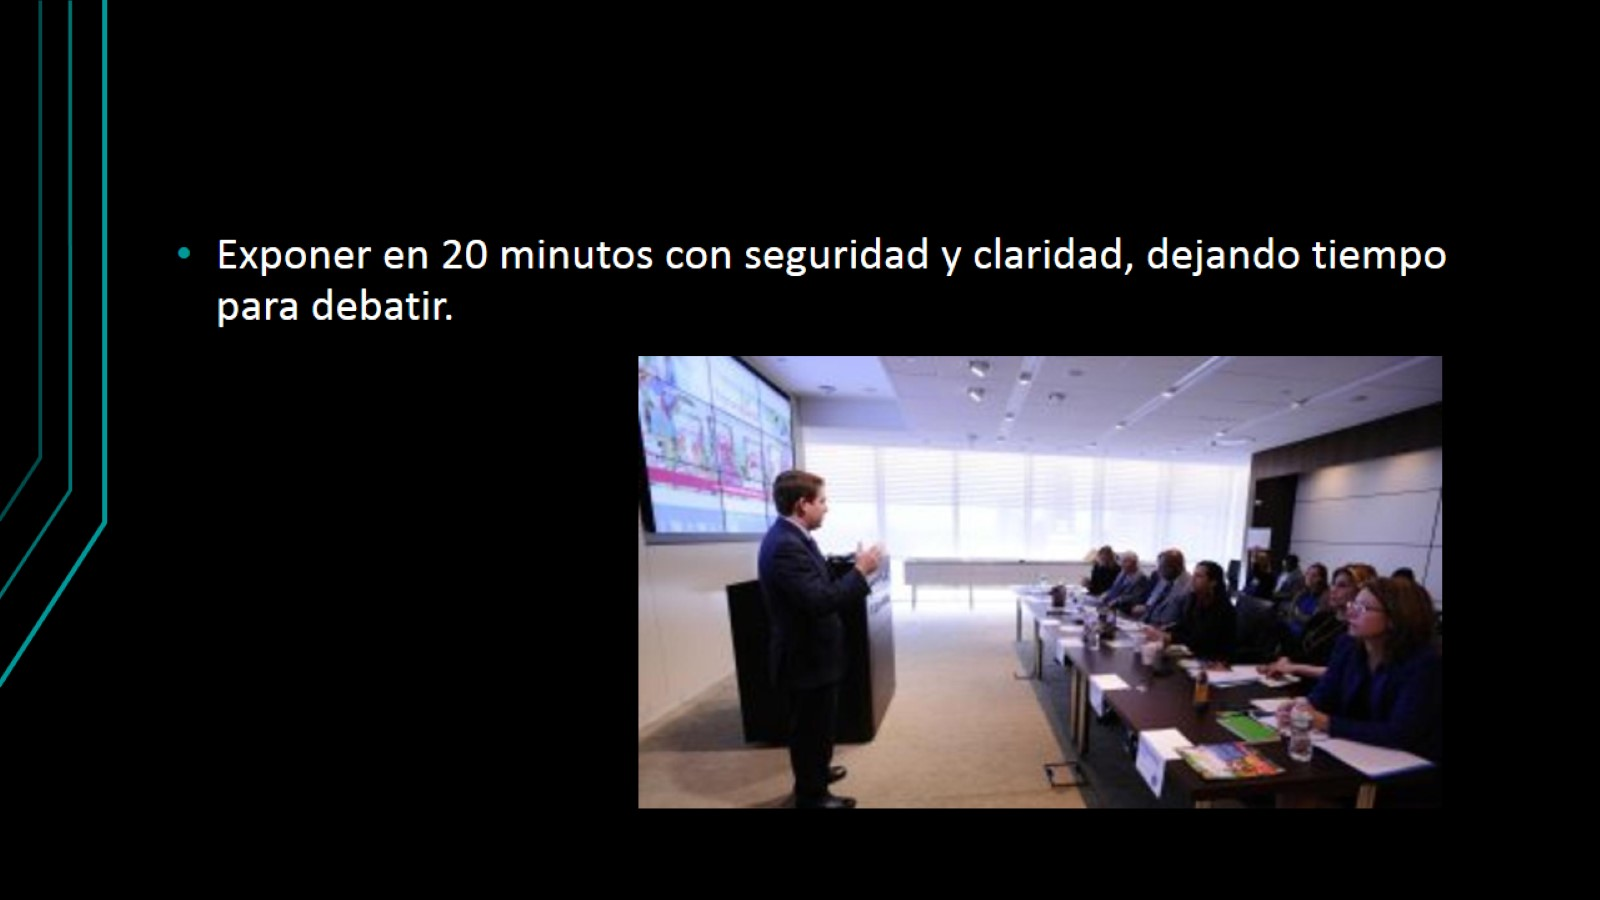 • Exponer en 20 minutos con seguridad y claridad, dejando tiempo
para debatir.